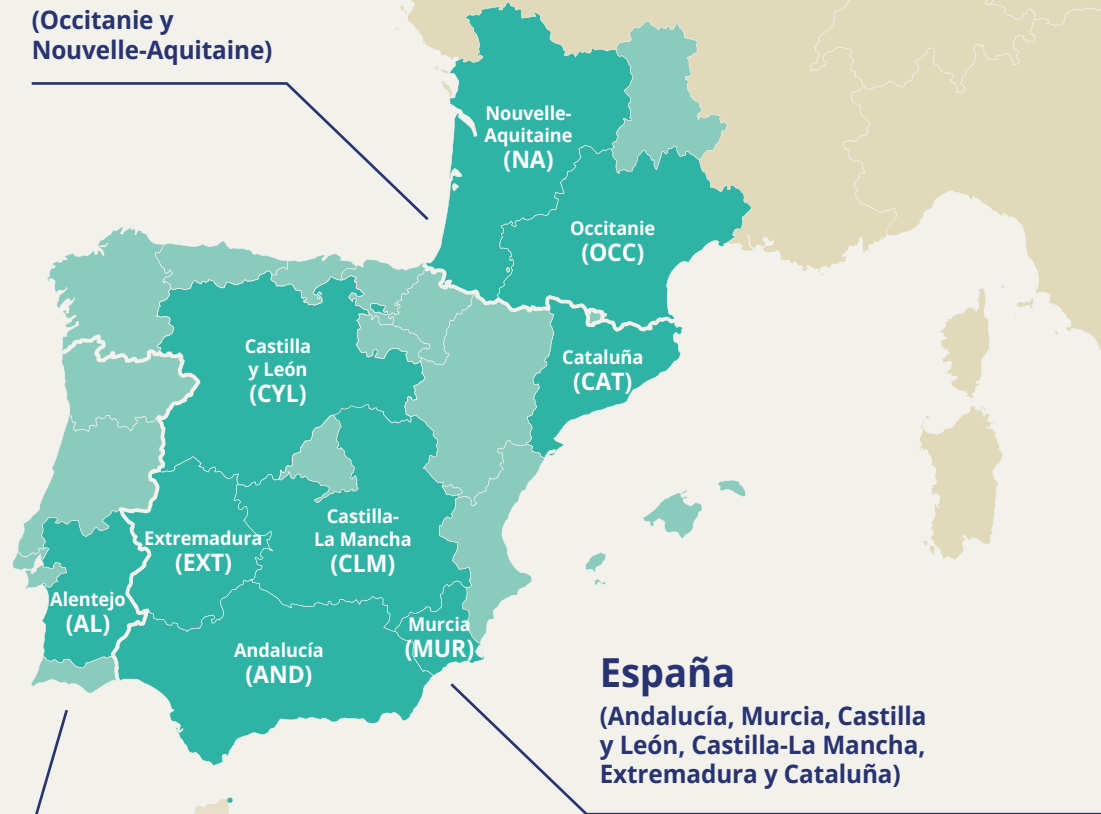 (Occitanie y
Nouvelle-Aquitaine)
Nouvelle-
Aquitaine
(NA)
Occitanie
(OCC)
Castilla
y León
(CYL)
Cataluña
(CAT)
Castilla-
La Mancha
(CLM)
Extremadura
(EXT)
Alentejo
(AL)
Murcia
(MUR)
Andalucía
(AND)
España
(Andalucía, Murcia, Castilla
y León, Castilla-La Mancha,
Extremadura y Cataluña)